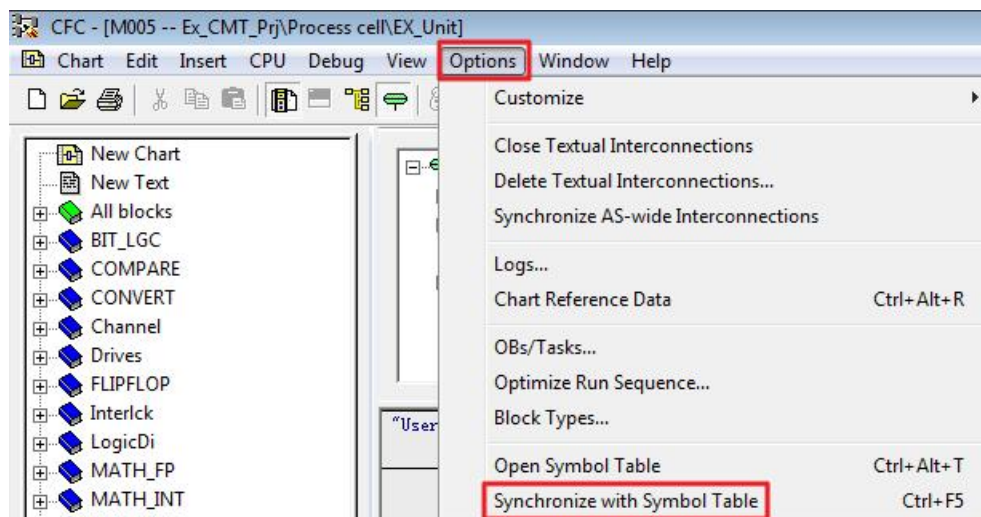 CFC - [M005 -- Ex_CMT_Prj\Process cell\EX_Unit]
Chart Edit Insert CPU Debug View Options Window Help
Customize
Close Textual Interconnections
Delete Textual Interconnections...
Synchronize AS-wide Interconnections
Logs...
Chart Reference Data Ctrl+Alt+R
OBs/Tasks...
Optimize Run Sequence...
Block Types...
Open Symbol Table Ctrl+Alt+T
Synchronize with Symbol Table Ctrl+F5
New Chart
New Text
All blocks
BIT_LGC
COMPARE
CONVERT
Channel
Drives
FLIPFLOP
Interlck
LogicDi
MATH_FP
MATH_INT
"User